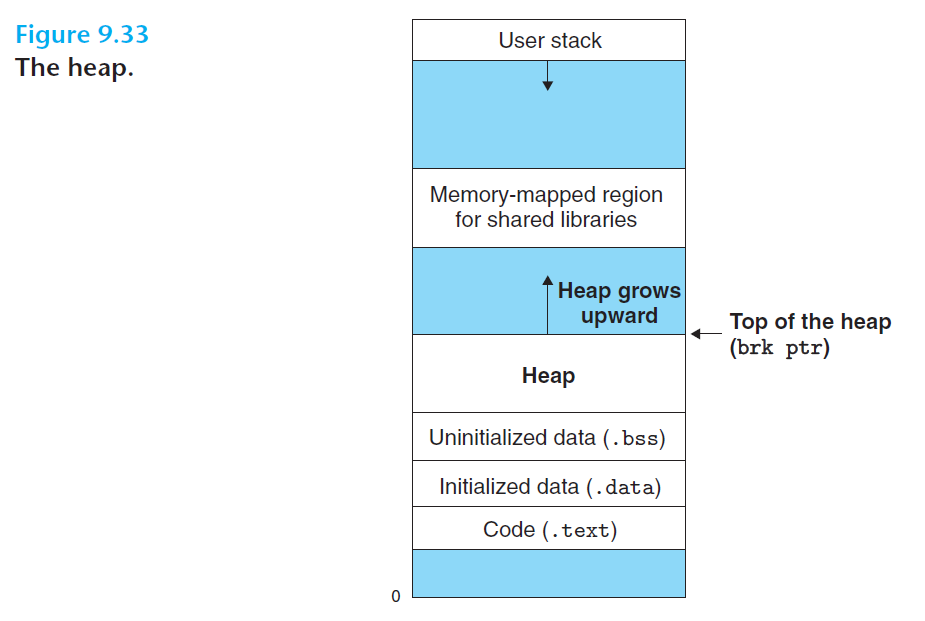 Figure 9.33
The heap.
User stack
Memory-mapped region
for shared libraries
Heap grows
upward
Top of the heap
(brk ptr)
Heap
Uninitialized data (.bss)
Initialized data (.data)
Code (.text)
0